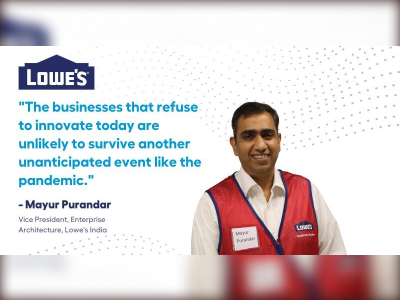 LOWE'S
"The businesses that refuse
to innovate today are
unlikely to survive another
unanticipated event like the
pandemic."
- Mayur Purandar
Vice President, Enterprise
Architecture, Lowe's India
Mayur
Purandar
LOWE'S